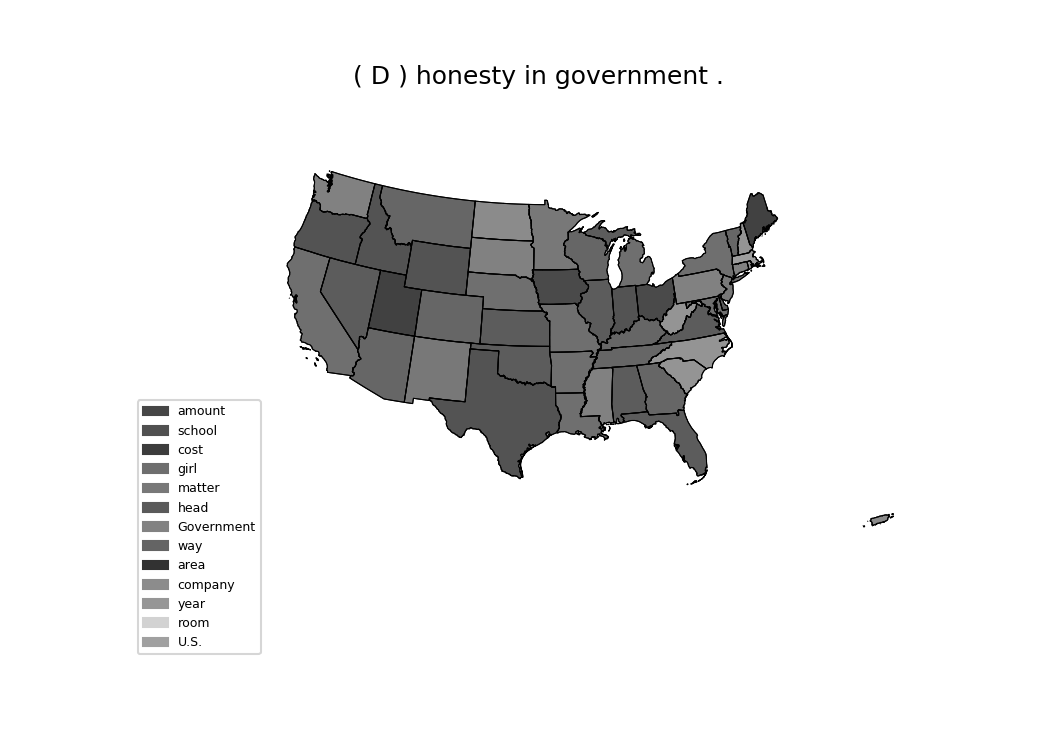 ( D ) honesty in government .
amount
school
cost
girl
matter
head
Government
way
area
company
year
room
U.S.